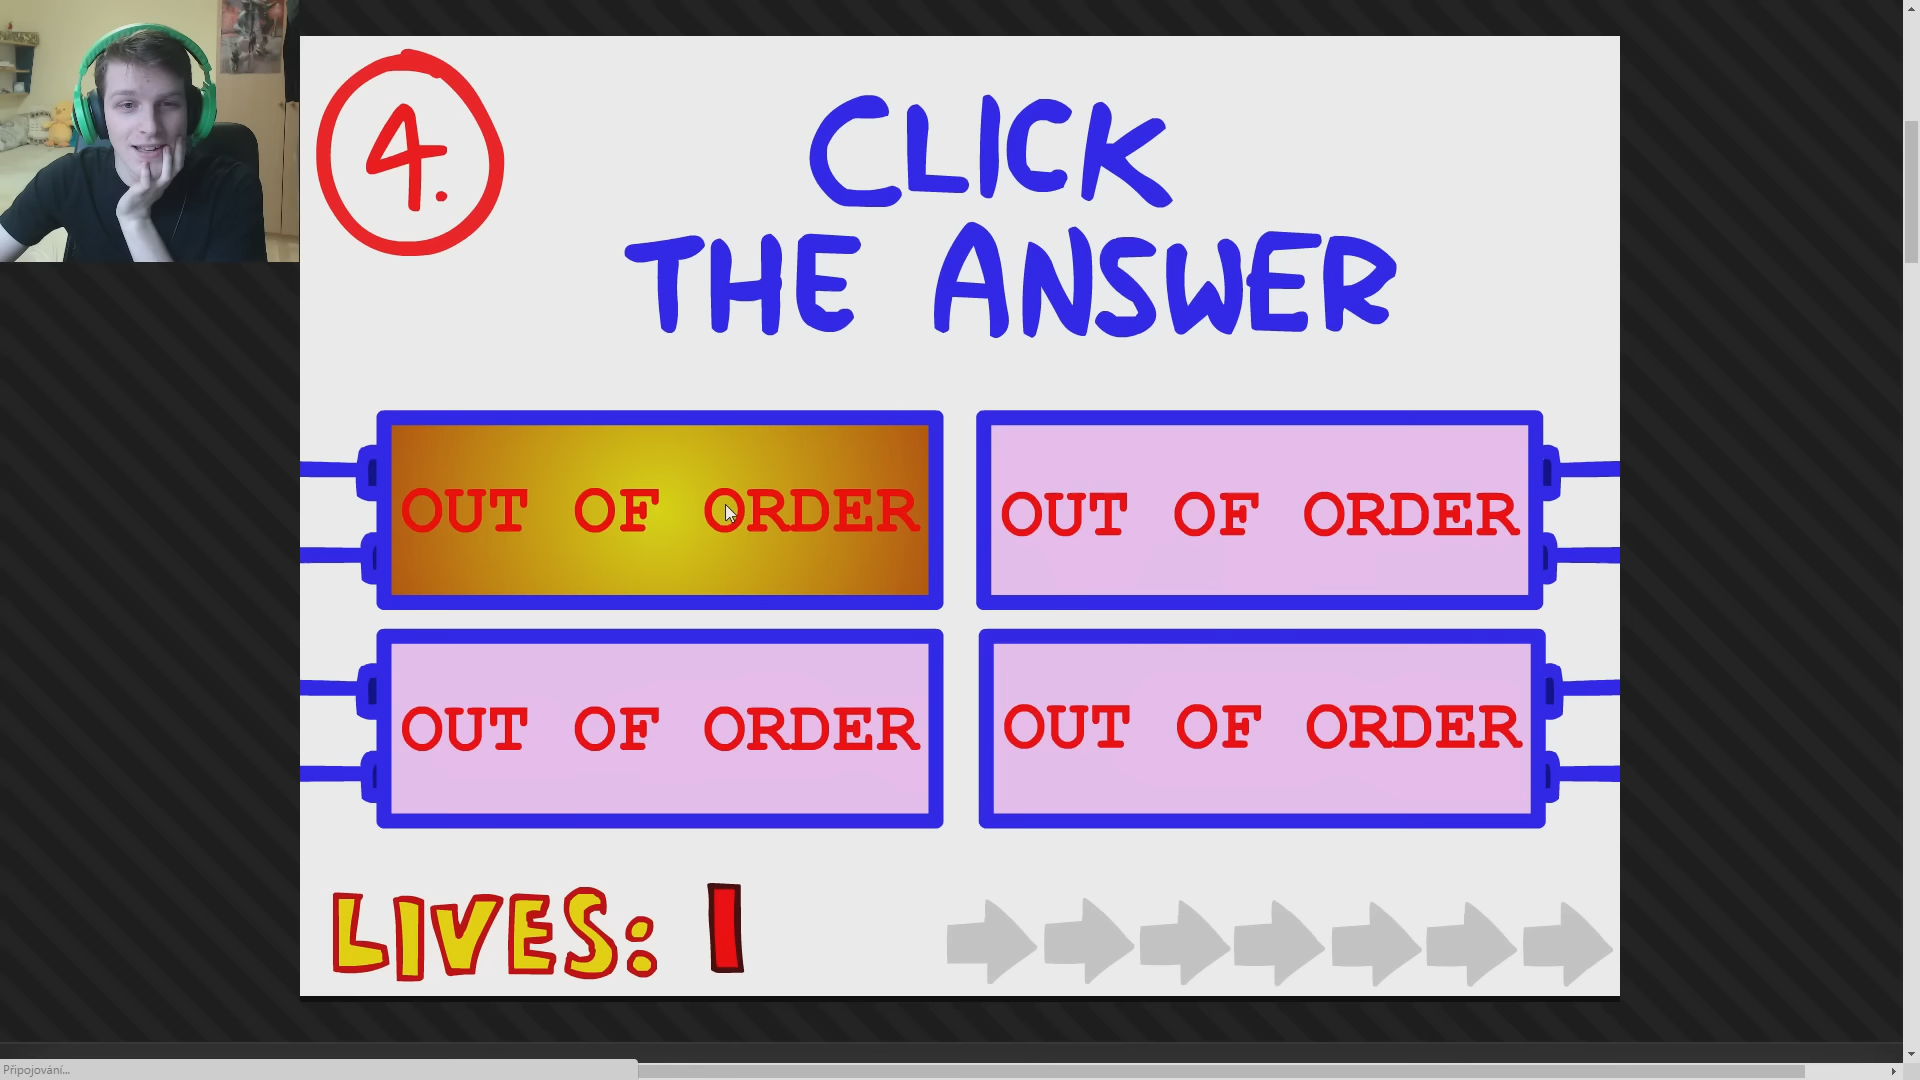 4.
CLICK
THE ANSWER
OUT OF ORDER
OUT OF ORDER
OUT OF ORDER
OUT OF ORDER
LIVES: 1
Připojování...